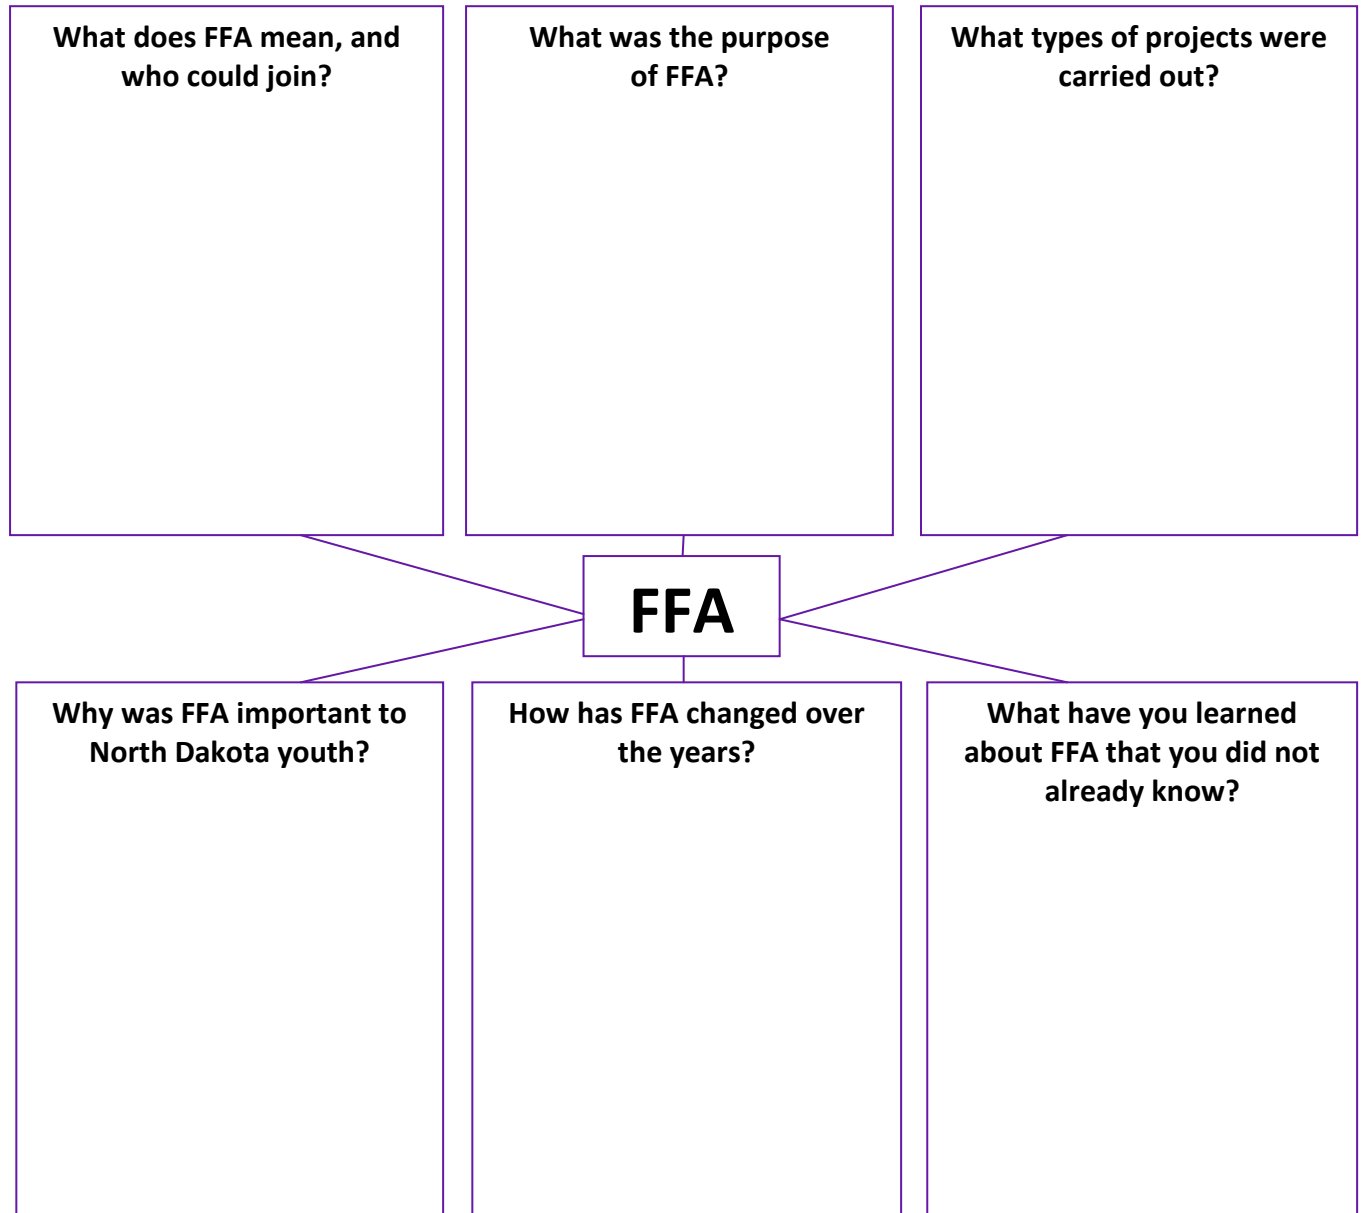 What does FFA mean, and
who could join?
What was the purpose
of FFA?
What types of projects were
carried out?
FFA
Why was FFA important to
North Dakota youth?
How has FFA changed over
the years?
What have you learned
about FFA that you did not
already know?